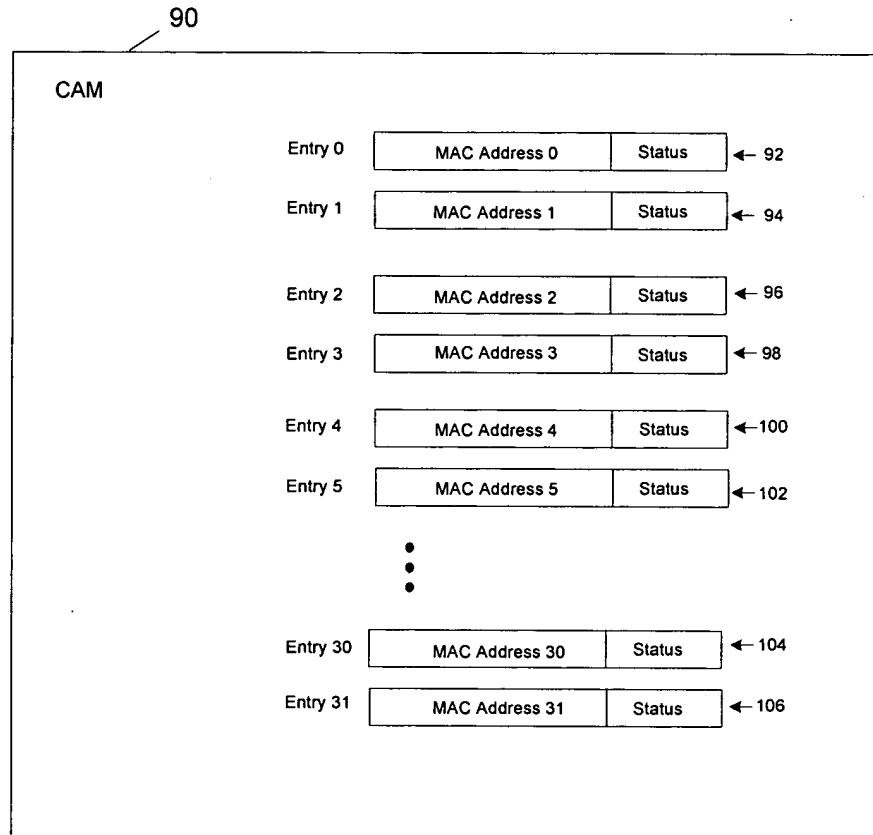 90
CAM
Entry 0 MAC Address 0 Status 92
Entry 1 MAC Address 1 Status 94
Entry 2 MAC Address 2 Status 96
Entry 3 MAC Address 3 Status 98
Entry 4 MAC Address 4 Status 100
Entry 5 MAC Address 5 Status 102
Entry 30 MAC Address 30 Status 104
Entry 31 MAC Address 31 Status 106